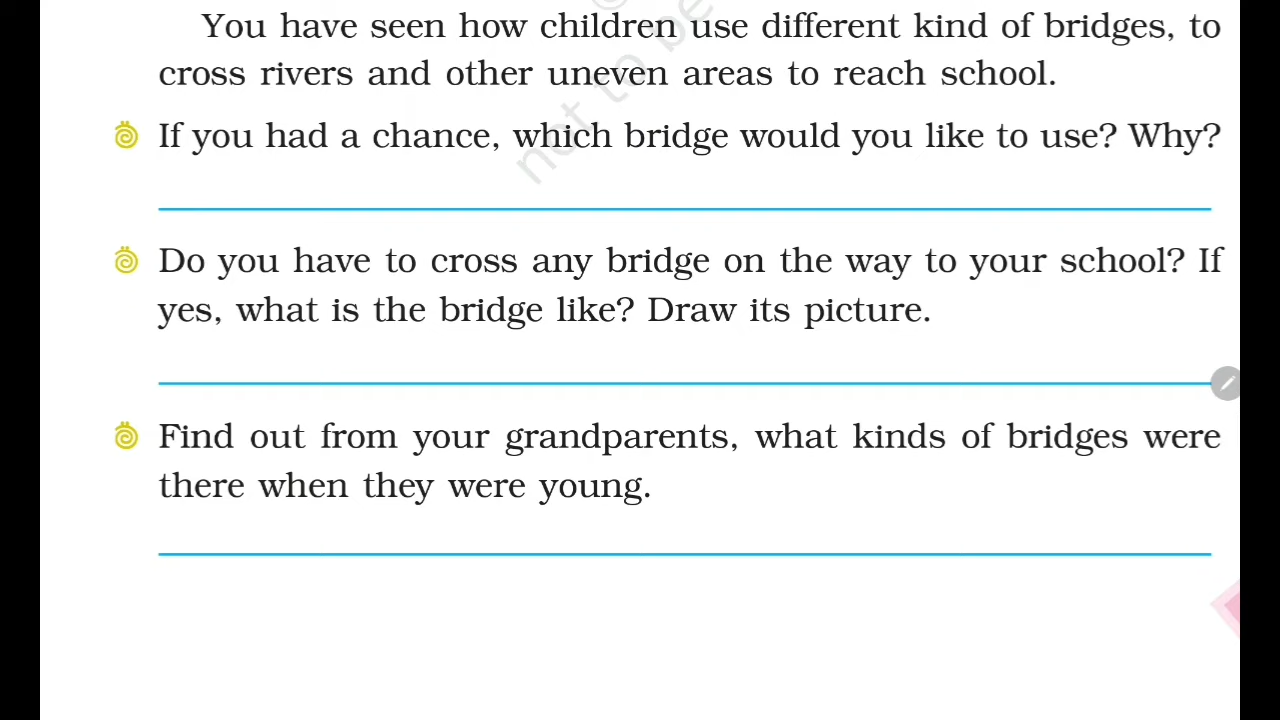 You have seen how children use different kind of bridges, to
cross rivers and other uneven areas to reach school.
If you had a chance, which bridge would you like to use? Why?
Do you have to cross any bridge on the way to your school? If
yes, what is the bridge like? Draw its picture.
Find out from your grandparents, what kinds of bridges were
there when they were young.
not to be